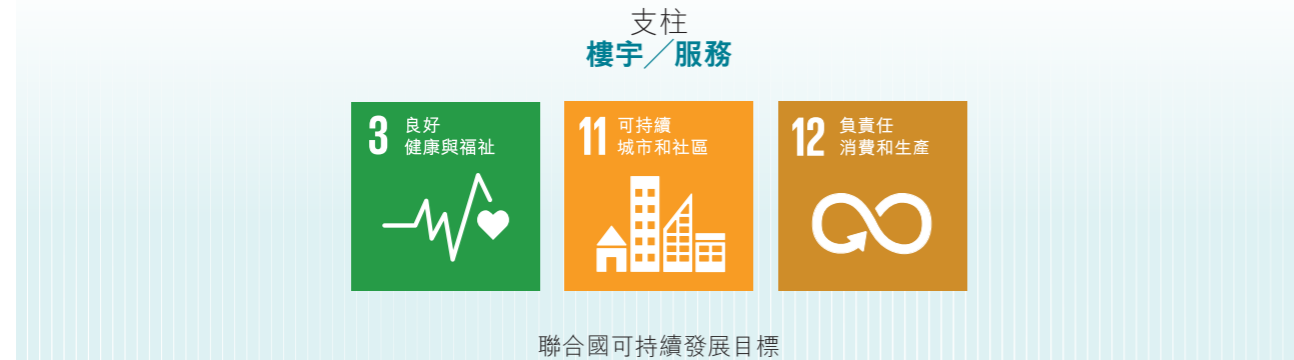 支柱
樓宇／服務
3 良好
健康與福祉
11 可持續
城市和社區
12 負責任
消費和生產
聯合國可持續發展目標